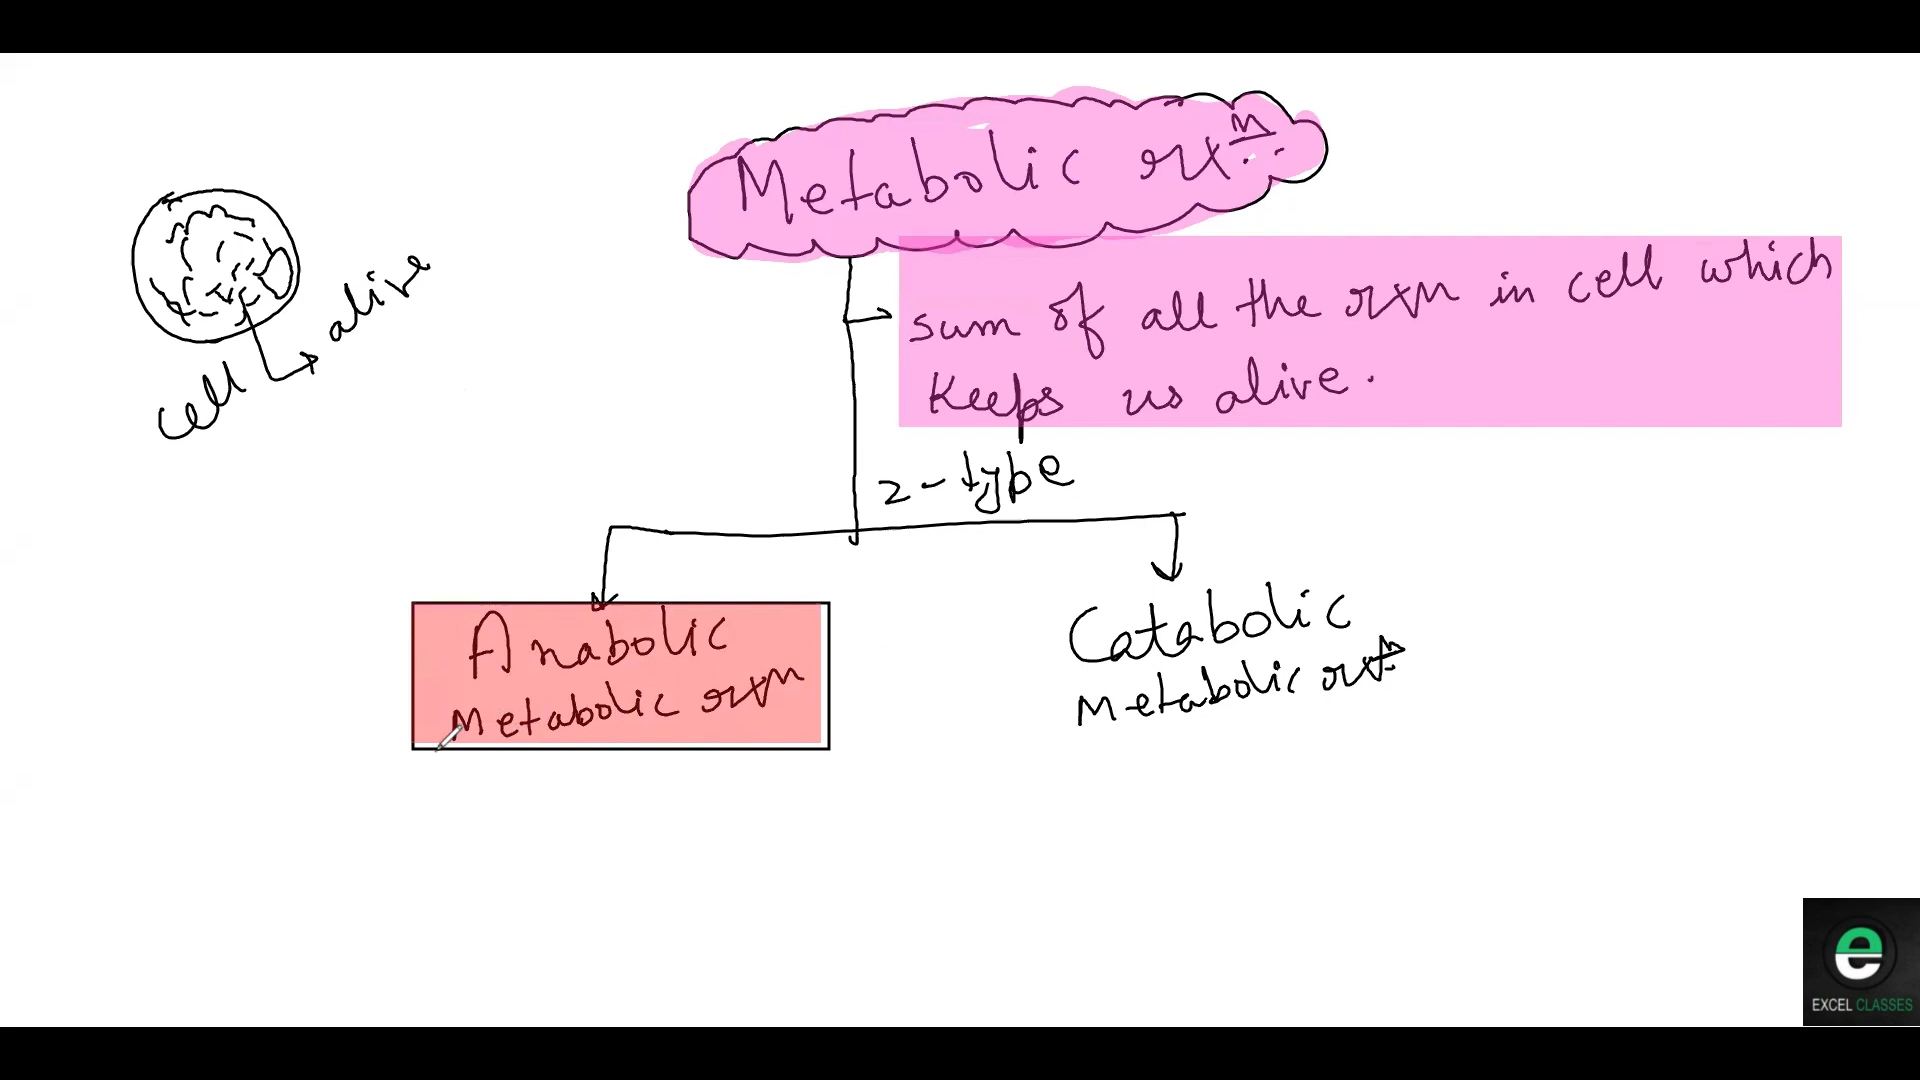 Metabolic rxn
cell
alive
sum of all the rxn in cell which
keeps us alive.
2-type
Anabolic
Metabolic rxn
Catabolic
Metabolic rxn
e
EXCEL CLASSES